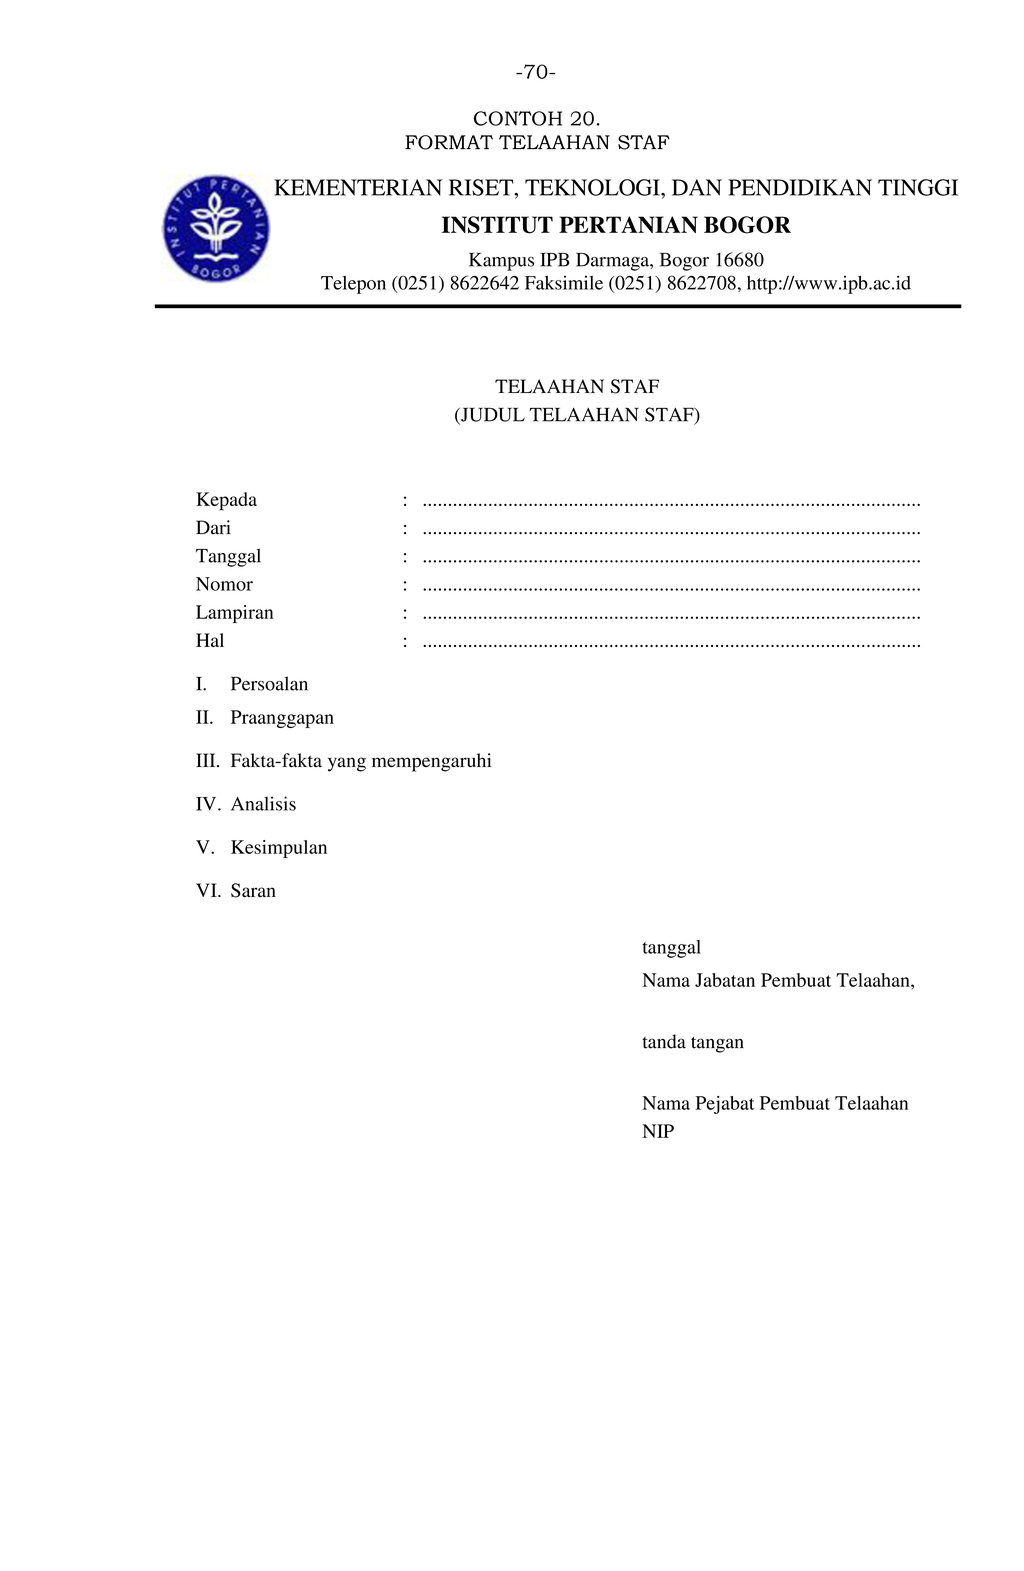 -70-
CONTOH 20.
FORMAT TELAAHAN STAF
INSTITUT PERTANIAN
BOGOR
KEMENTERIAN RISET, TEKNOLOGI, DAN PENDIDIKAN TINGGI
INSTITUT PERTANIAN BOGOR
Kampus IPB Darmaga, Bogor 16680
Telepon (0251) 8622642 Faksimile (0251) 8622708, http://www.ipb.ac.id
TELAAHAN STAF
(JUDUL TELAAHAN STAF)
Kepada : ...................................................................................................
Dari : ...................................................................................................
Tanggal : ...................................................................................................
Nomor : ...................................................................................................
Lampiran : ...................................................................................................
Hal : ...................................................................................................
I. Persoalan
II. Praanggapan
III. Fakta-fakta yang mempengaruhi
IV. Analisis
V. Kesimpulan
VI. Saran
tanggal
Nama Jabatan Pembuat Telaahan,
tanda tangan
Nama Pejabat Pembuat Telaahan
NIP